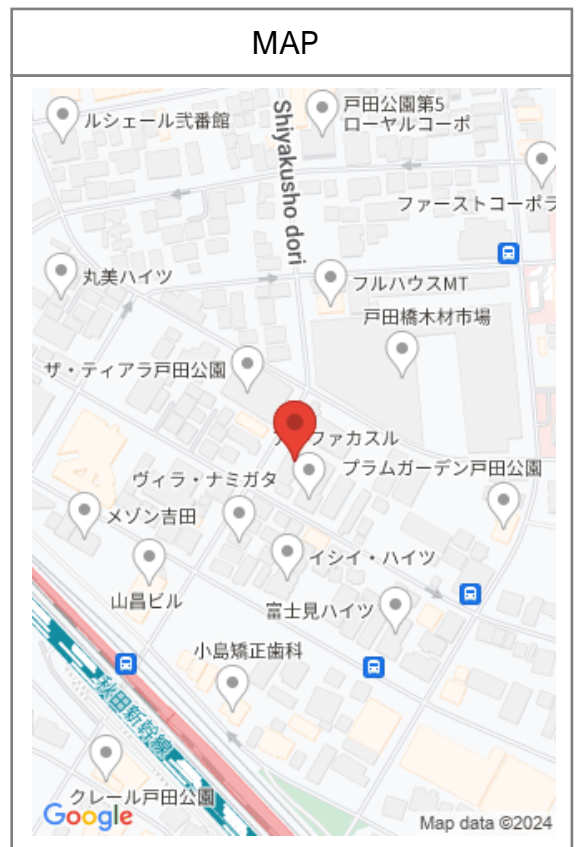 MAP
ルシェール弐番館
Shiyakusho dori
戸田公園第5
ローヤルコーポ
ファーストコーポラ
丸美ハイツ
フルハウスMT
戸田橋木材市場
ザ・ティアラ戸田公園
ファカスル
プラムガーデン戸田公園
ヴィラ・ナミガタ
メゾン吉田
イシイ・ハイツ
山昌ビル
富士見ハイツ
小島矯正歯科
秋田新幹線
クレール戸田公園
Google
Map data ©2024